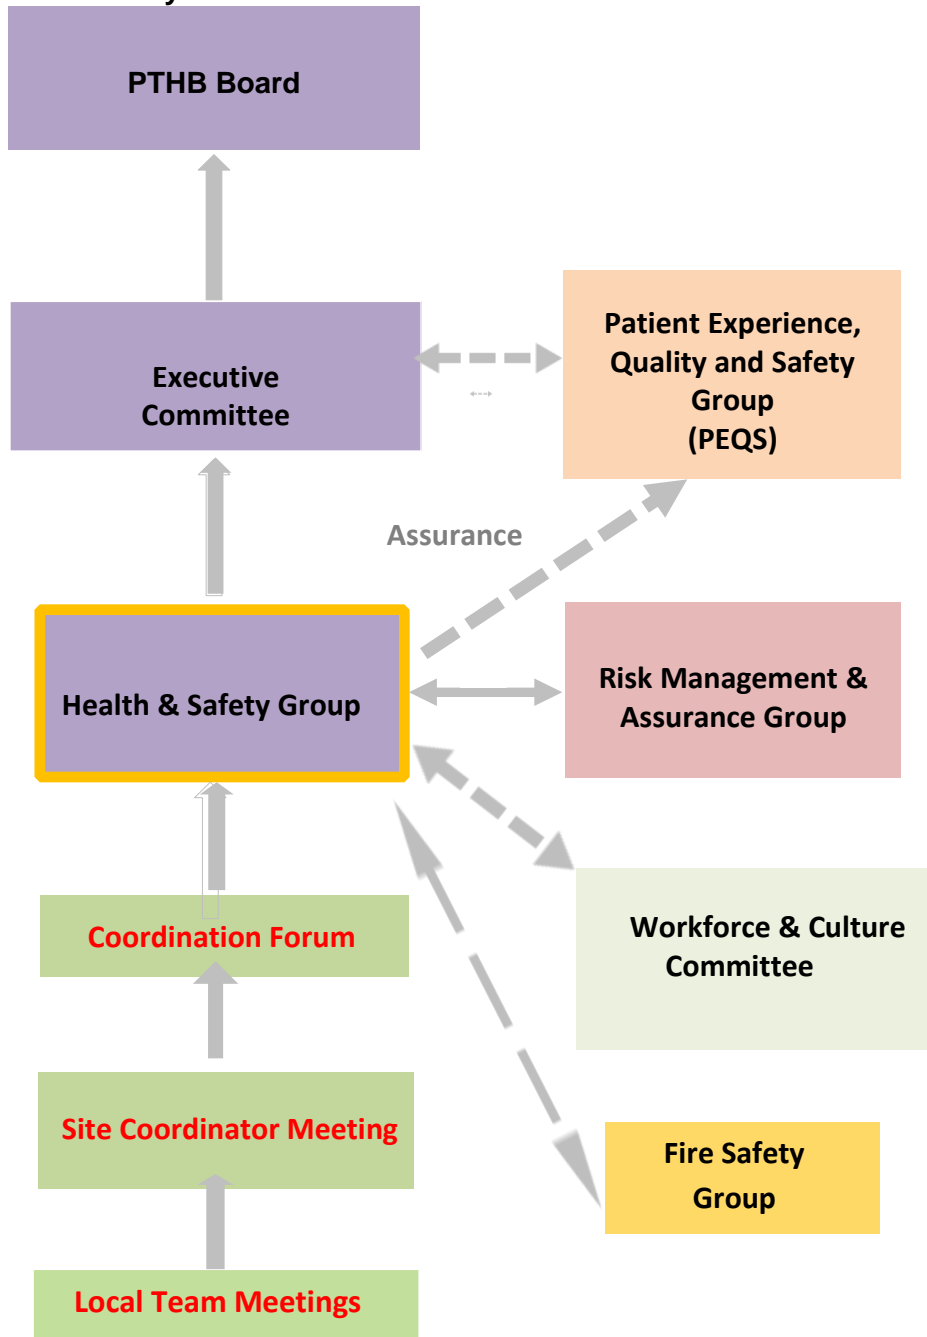 PTHB Board
Executive
Committee
Patient Experience,
Quality and Safety
Group
(PEQS)
Assurance
Health & Safety Group
Risk Management &
Assurance Group
Coordination Forum
Workforce & Culture
Committee
Site Coordinator Meeting
Fire Safety
Group
Local Team Meetings